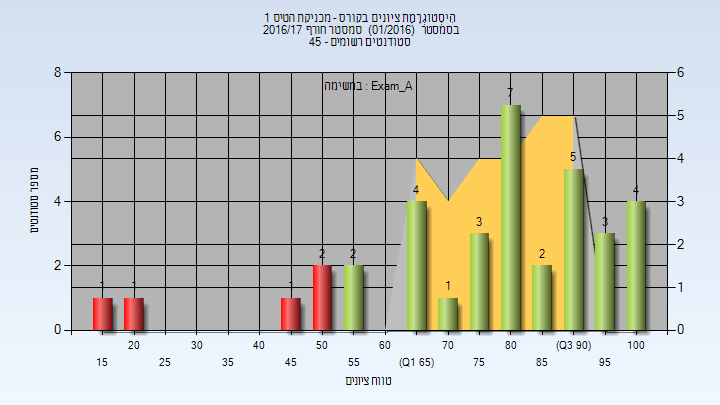 היסטוגרמת ציונים בקורס - מכניקת הטיס 1
בסמסטר (01/2016) סמסטר חורף 2016/17
סטודנטים רשומים - 45
במשימה : Exam_A
8
6
4
2
0
מספר סטודנטים
6
5
4
3
2
1
0
1 1 1 2 2 4 1 3 7 2 5 3 4
20 30 40 50 60 70 80 (Q3 90) 100
15 25 35 45 55 (Q1 65) 75 85 95
טווח ציונים